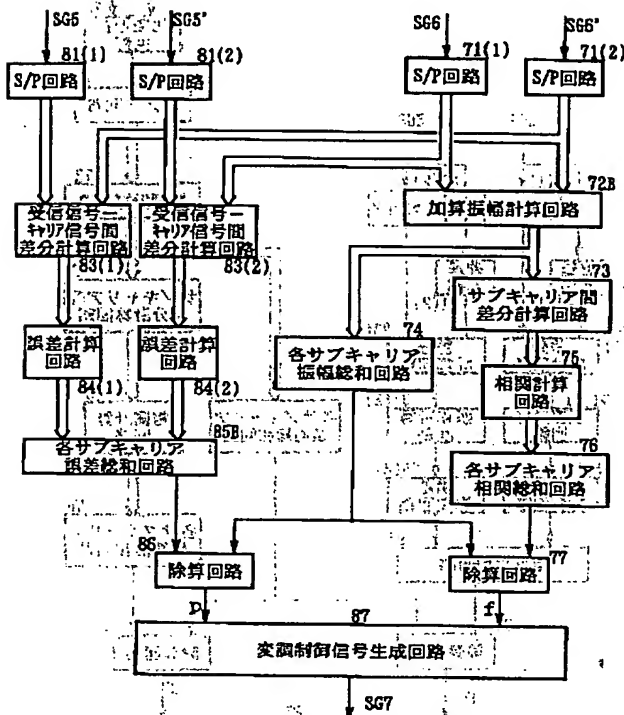 SG5
SG5'
SG6
SG6'
81(1)
81(2)
71(1)
71(2)
S/P回路
S/P回路
S/P回路
S/P回路
72B
加算振幅計算回路
受信信号ー
キャリア信号間
差分計算回路
受信信号ー
キャリア信号間
差分計算回路
83(1)
83(2)
73
サブキャリア間
差分計算回路
74
各サブキャリア
振幅総和回路
誤差計算
回路
誤差計算
回路
84(1)
84(2)
75
相関計算
回路
85B
各サブキャリア
誤差総和回路
76
各サブキャリア
相関総和回路
86
除算回路
77
除算回路
p
f
87
変調制御信号生成回路
SG7